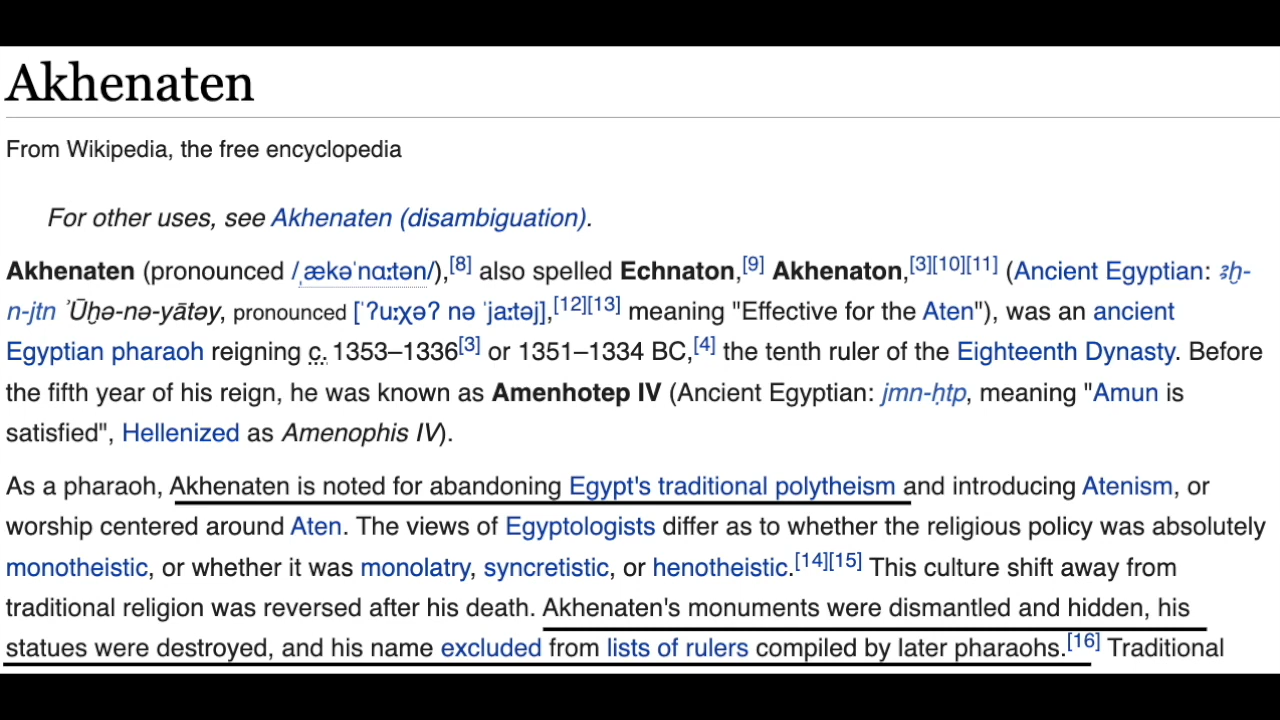 Akhenaten
From Wikipedia, the free encyclopedia
For other uses, see Akhenaten (disambiguation).
Akhenaten (pronounced /ˌækəˈnɑːtən/),[8] also spelled Echnaton,[9] Akhenaton,[3][10][11] (Ancient Egyptian: ꜣḫ-
n-jtn ʾŪḫə-nə-yātəy, pronounced [ˈʔuːχəʔ nə ˈjaːtəj],[12][13] meaning "Effective for the Aten"), was an ancient
Egyptian pharaoh reigning c. 1353–1336[3] or 1351–1334 BC,[4] the tenth ruler of the Eighteenth Dynasty. Before
the fifth year of his reign, he was known as Amenhotep IV (Ancient Egyptian: jmn-ḥtp, meaning "Amun is
satisfied", Hellenized as Amenophis IV).
As a pharaoh, Akhenaten is noted for abandoning Egypt's traditional polytheism and introducing Atenism, or
worship centered around Aten. The views of Egyptologists differ as to whether the religious policy was absolutely
monotheistic, or whether it was monolatry, syncretistic, or henotheistic.[14][15] This culture shift away from
traditional religion was reversed after his death. Akhenaten's monuments were dismantled and hidden, his
statues were destroyed, and his name excluded from lists of rulers compiled by later pharaohs.[16] Traditional